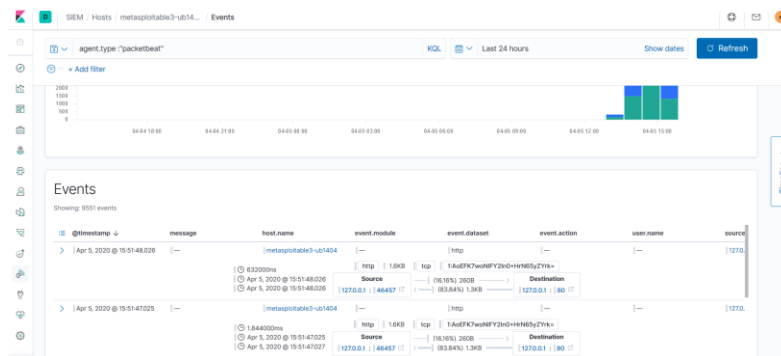 D SIEM / Hosts / metasploitable3-ub14... / Events
agent.type :"packetbeat" KQL Last 24 hours Show dates Refresh
+ Add filter
2000
1500
1000
500
0
04-04 18:00 04-04 21:00 04-05 00:00 04-05 03:00 04-05 06:00 04-05 09:00 04-05 12:00 04-05 15:00
Events
Showing: 9551 events
@timestamp message host.name event.module event.dataset event.action user.name source
Apr 5, 2020 @ 15:51:48.026 — metasploitable3-ub1404 — http — — 127.0.
http 1.6KB tcp 1:AoEFK7woNIFY2In0+HrN65yZYrk=
632000ns
Apr 5, 2020 @ 15:51:48.026 Source (16.16%) 260B Destination
Apr 5, 2020 @ 15:51:48.026 127.0.0.1 : 46457 (83.84%) 1.3KB 127.0.0.1 : 80
Apr 5, 2020 @ 15:51:47.025 — metasploitable3-ub1404 — http — — 127.0.
http 1.6KB tcp 1:AoEFK7woNIFY2In0+HrN65yZYrk=
1.844000ms
Apr 5, 2020 @ 15:51:47.025 Source (16.16%) 260B Destination
Apr 5, 2020 @ 15:51:47.027 127.0.0.1 : 46457 (83.84%) 1.3KB 127.0.0.1 : 80